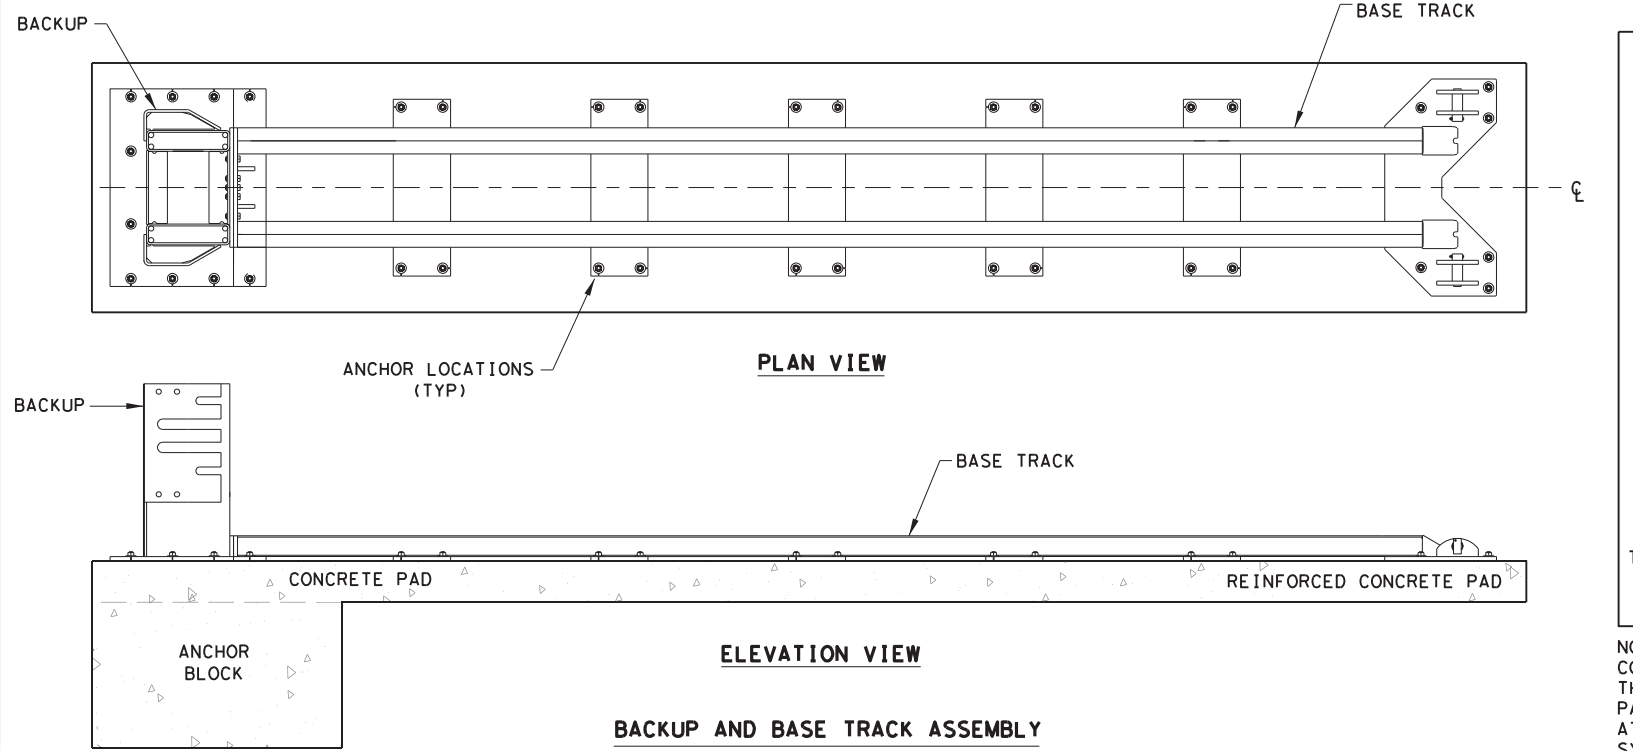 BACKUP
BASE TRACK
℄
ANCHOR LOCATIONS
(TYP)
PLAN VIEW
BACKUP
BASE TRACK
CONCRETE PAD
REINFORCED CONCRETE PAD
ANCHOR
BLOCK
ELEVATION VIEW
BACKUP AND BASE TRACK ASSEMBLY